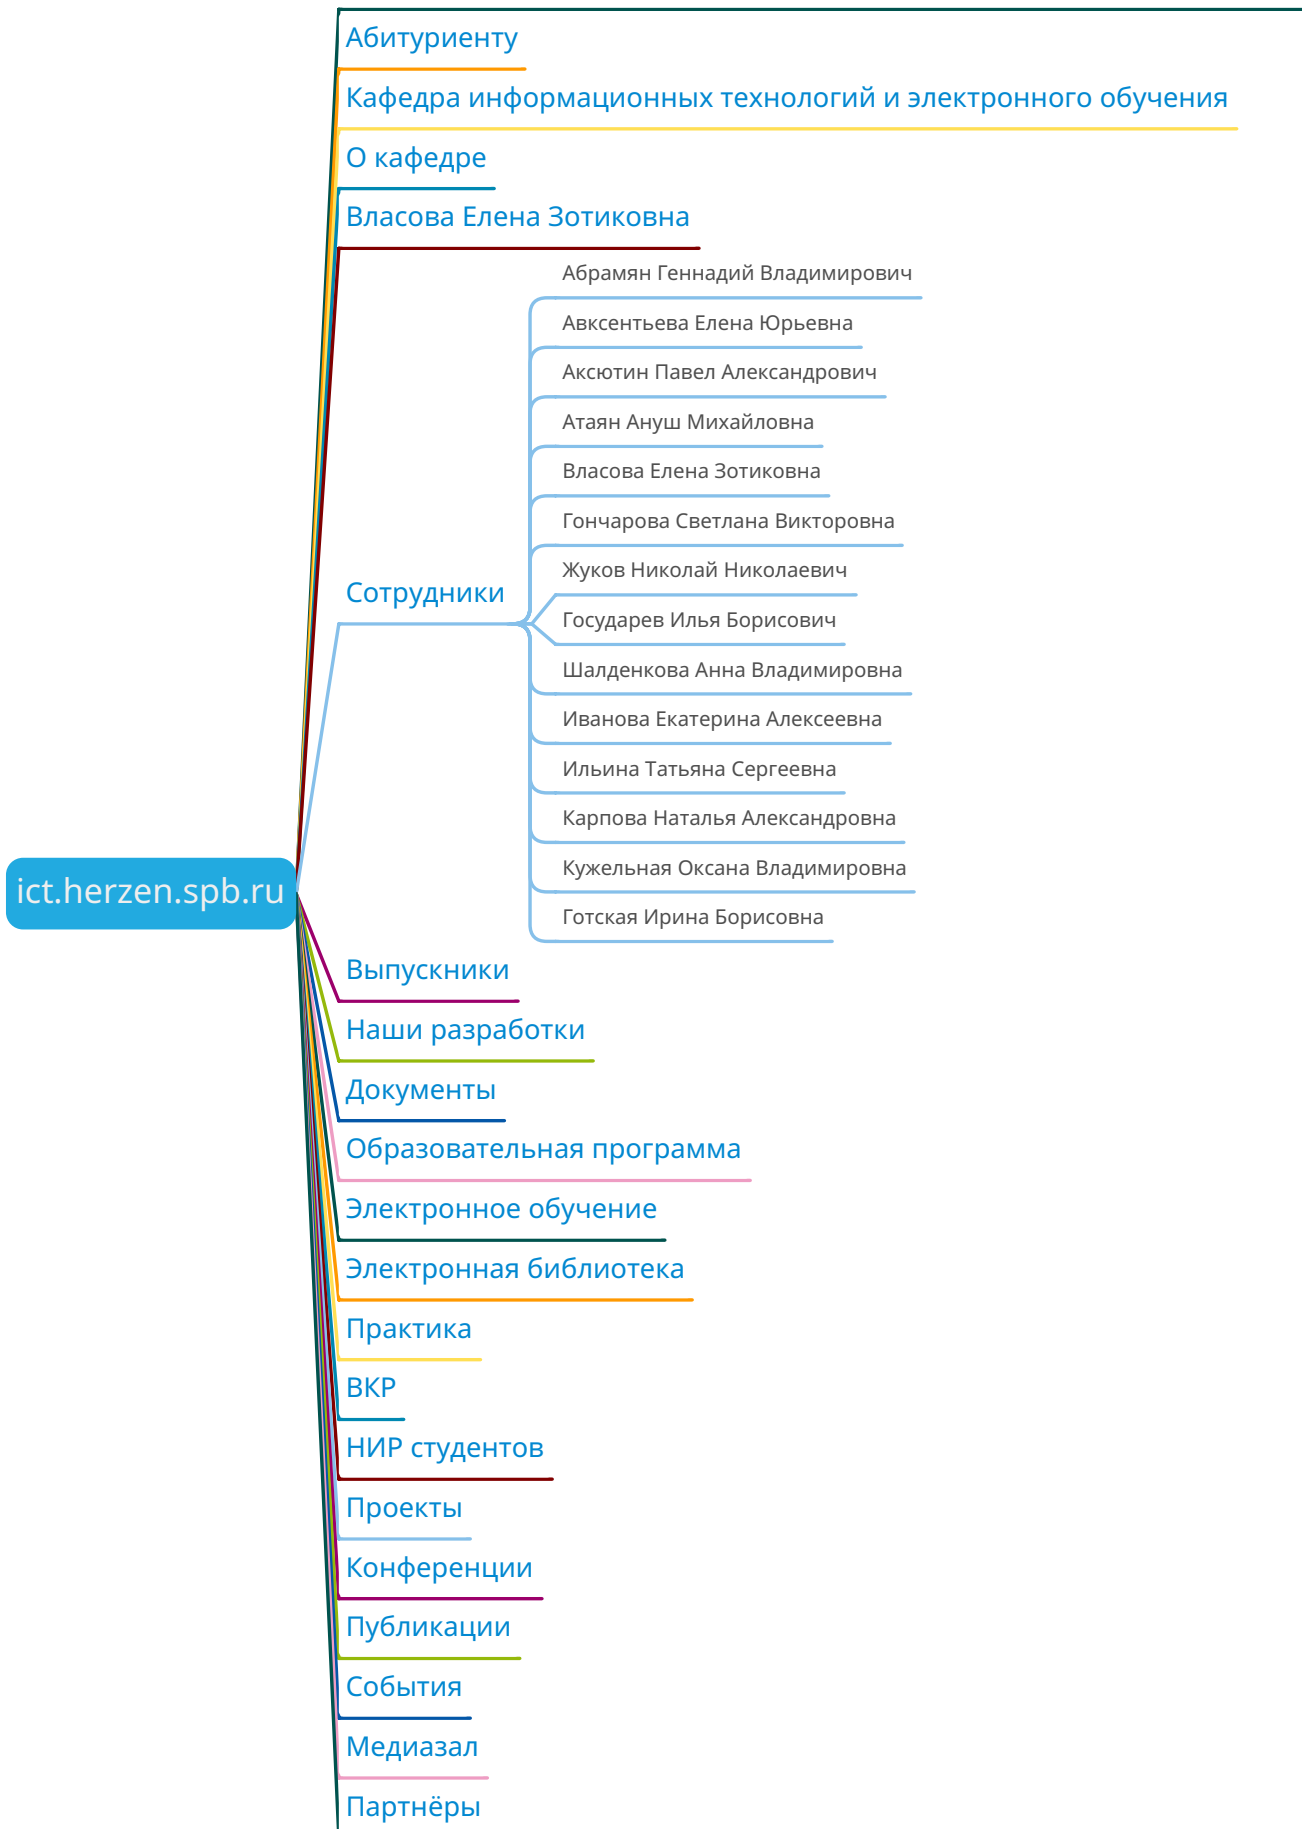 Абитуриенту
Кафедра информационных технологий и электронного обучения
О кафедре
Власова Елена Зотиковна
Сотрудники
Абрамян Геннадий Владимирович
Авксентьева Елена Юрьевна
Аксютин Павел Александрович
Атаян Ануш Михайловна
Власова Елена Зотиковна
Гончарова Светлана Викторовна
Жуков Николай Николаевич
Государев Илья Борисович
Шалденкова Анна Владимировна
Иванова Екатерина Алексеевна
Ильина Татьяна Сергеевна
Карпова Наталья Александровна
Кужельная Оксана Владимировна
Готская Ирина Борисовна
ict.herzen.spb.ru
Выпускники
Наши разработки
Документы
Образовательная программа
Электронное обучение
Электронная библиотека
Практика
ВКР
НИР студентов
Проекты
Конференции
Публикации
События
Медиазал
Партнёры